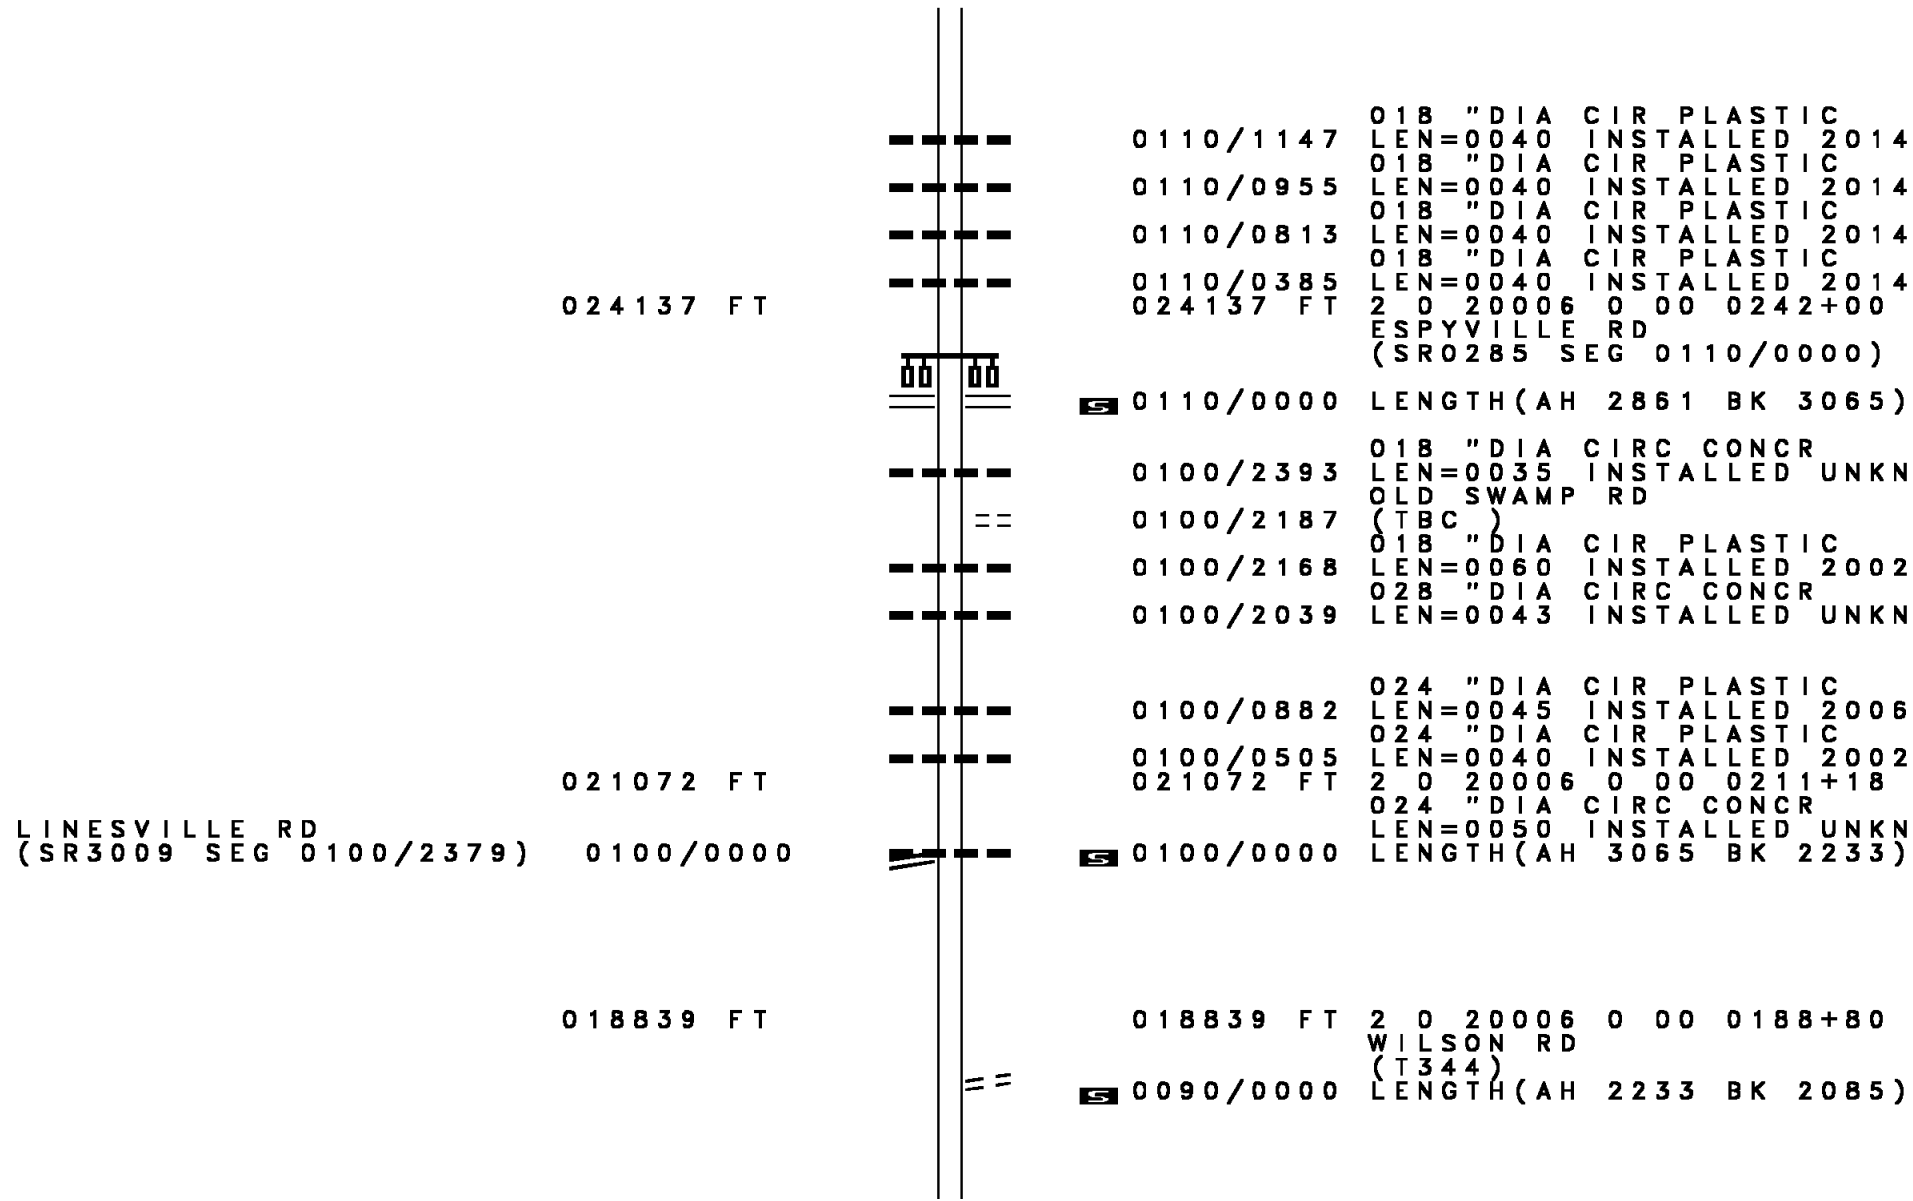 018 "DIA CIR PLASTIC
0110/1147 LEN=0040 INSTALLED 2014
018 "DIA CIR PLASTIC
0110/0955 LEN=0040 INSTALLED 2014
018 "DIA CIR PLASTIC
0110/0813 LEN=0040 INSTALLED 2014
018 "DIA CIR PLASTIC
0110/0385 LEN=0040 INSTALLED 2014
024137 FT 024137 FT 2 0 20006 0 00 0242+00
ESPYVILLE RD
(SR0285 SEG 0110/0000)
S 0110/0000 LENGTH(AH 2861 BK 3065)
018 "DIA CIRC CONCR
0100/2393 LEN=0035 INSTALLED UNKN
OLD SWAMP RD
0100/2187 (TBC )
018 "DIA CIR PLASTIC
0100/2168 LEN=0060 INSTALLED 2002
028 "DIA CIRC CONCR
0100/2039 LEN=0043 INSTALLED UNKN
024 "DIA CIR PLASTIC
0100/0882 LEN=0045 INSTALLED 2006
024 "DIA CIR PLASTIC
0100/0505 LEN=0040 INSTALLED 2002
021072 FT 021072 FT 2 0 20006 0 00 0211+18
024 "DIA CIRC CONCR
LINESVILLE RD LEN=0050 INSTALLED UNKN
(SR3009 SEG 0100/2379) 0100/0000 S 0100/0000 LENGTH(AH 3065 BK 2233)
018839 FT 018839 FT 2 0 20006 0 00 0188+80
WILSON RD
(T344)
S 0090/0000 LENGTH(AH 2233 BK 2085)